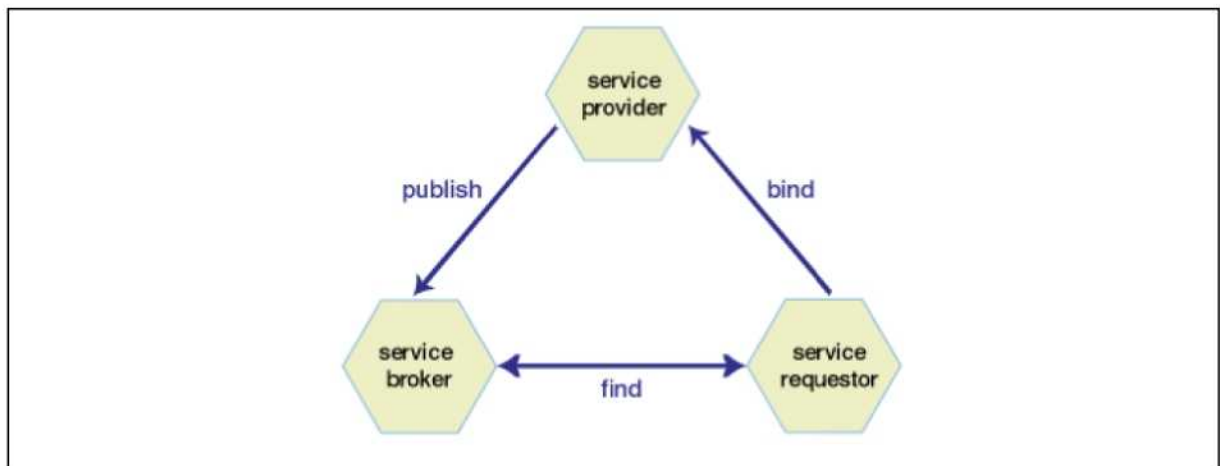 service
provider
publish
bind
service
broker
find
service
requestor